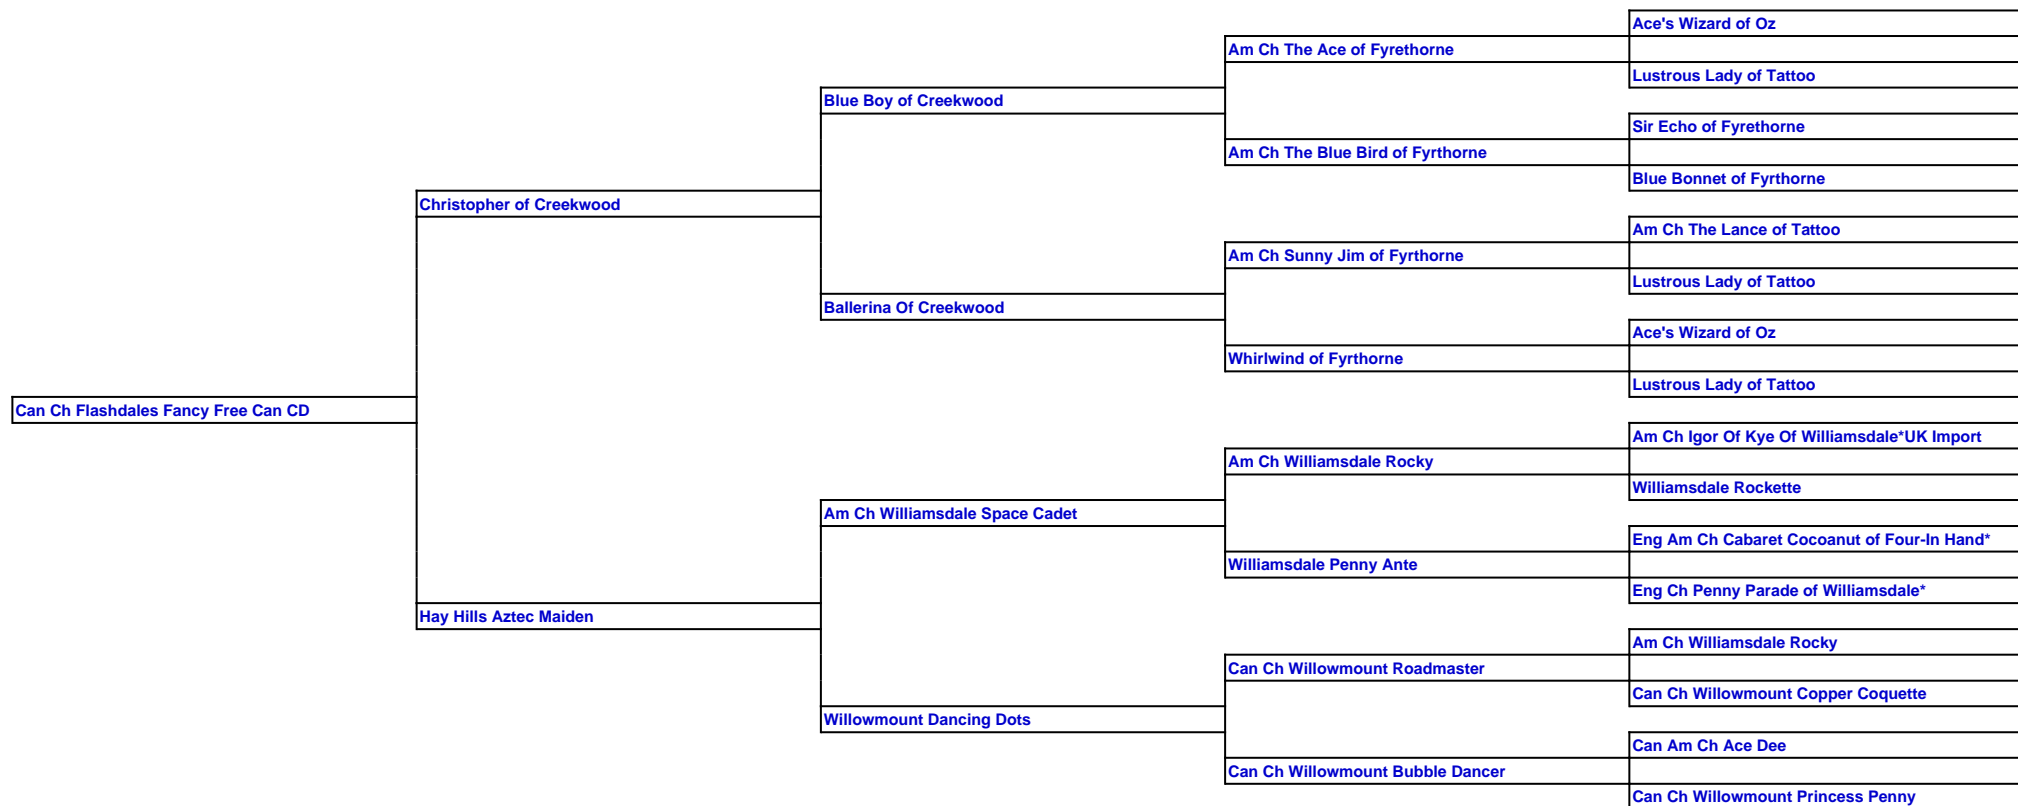 Ace's Wizard of Oz
Am Ch The Ace of Fyrethorne
Lustrous Lady of Tattoo
Blue Boy of Creekwood
Sir Echo of Fyrethorne
Am Ch The Blue Bird of Fyrthorne
Blue Bonnet of Fyrthorne
Christopher of Creekwood
Am Ch The Lance of Tattoo
Am Ch Sunny Jim of Fyrthorne
Lustrous Lady of Tattoo
Ballerina Of Creekwood
Ace's Wizard of Oz
Whirlwind of Fyrthorne
Lustrous Lady of Tattoo
Can Ch Flashdales Fancy Free Can CD
Am Ch Igor Of Kye Of Williamsdale*UK Import
Am Ch Williamsdale Rocky
Williamsdale Rockette
Am Ch Williamsdale Space Cadet
Eng Am Ch Cabaret Cocoanut of Four-In Hand*
Williamsdale Penny Ante
Eng Ch Penny Parade of Williamsdale*
Hay Hills Aztec Maiden
Am Ch Williamsdale Rocky
Can Ch Willowmount Roadmaster
Can Ch Willowmount Copper Coquette
Willowmount Dancing Dots
Can Am Ch Ace Dee
Can Ch Willowmount Bubble Dancer
Can Ch Willowmount Princess Penny